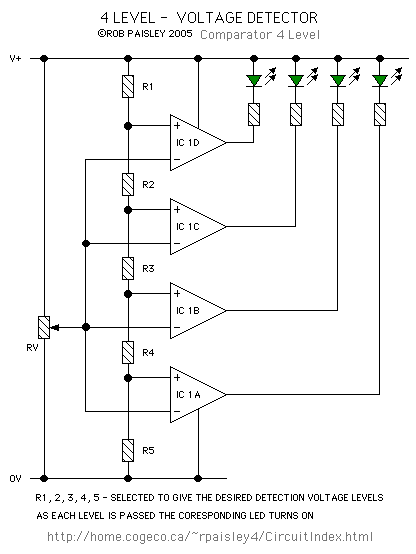 4 LEVEL - VOLTAGE DETECTOR
©ROB PAISLEY 2005 Comparator 4 Level
V+
R1
+
IC 1D
−
R2
+
IC 1C
−
R3
+
IC 1B
−
RV
R4
+
IC 1A
−
R5
0V
R1, 2, 3, 4, 5 - SELECTED TO GIVE THE DESIRED DETECTION VOLTAGE LEVELS
AS EACH LEVEL IS PASSED THE CORESPONDING LED TURNS ON
http://home.cogeco.ca/~rpaisley4/CircuitIndex.html